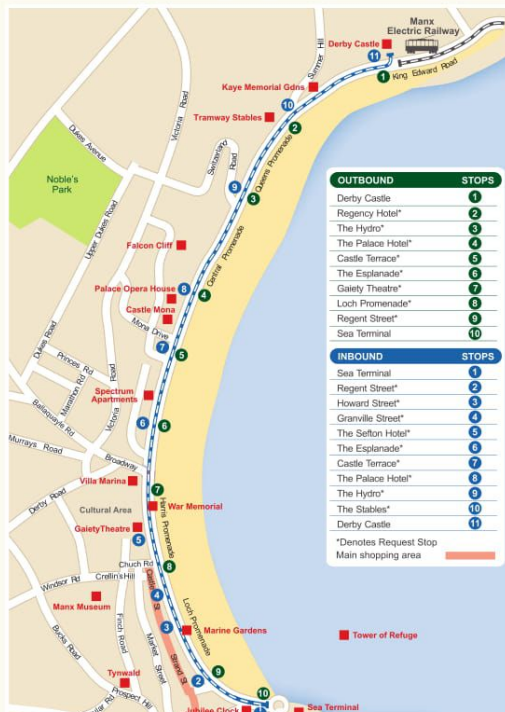 Manx
Electric Railway
Derby Castle
11
1
King Edward Road
Summer Hill
Kaye Memorial Gdns
10
Tramway Stables
2
Victoria Road
Dukes Avenue
Switzerland
Road
Queens Promenade
Noble's
Park
9
3
Upper Dukes Road
Falcon Cliff
Central Promenade
8
Palace Opera House
4
Castle Mona
Mona Drive
7
5
Dukes Road
Princes Rd
Marathon Rd
Victoria Road
Spectrum
Apartments
Ballaquayle Rd
6
6
Murrays Road
Broadway
Villa Marina
7
Derby Road
Cultural Area
War Memorial
Harris Promenade
GaietyTheatre
5
Chuch Rd
8
Windsor Rd
Crellin'sHill
Castle St
4
Manx Museum
Finch Road
Market Street
3
Loch Promenade
Marine Gardens
Strand St
Bucks Road
Tower of Refuge
Tynwald
9
2
Prospect Hill
10
Jubilee Clock
1
Sea Terminal
OUTBOUND STOPS
Derby Castle 1
Regency Hotel* 2
The Hydro* 3
The Palace Hotel* 4
Castle Terrace* 5
The Esplanade* 6
Gaiety Theatre* 7
Loch Promenade* 8
Regent Street* 9
Sea Terminal 10
INBOUND STOPS
Sea Terminal 1
Regent Street* 2
Howard Street* 3
Granville Street* 4
The Sefton Hotel* 5
The Esplanade* 6
Castle Terrace* 7
The Palace Hotel* 8
The Hydro* 9
The Stables* 10
Derby Castle 11
*Denotes Request Stop
Main shopping area